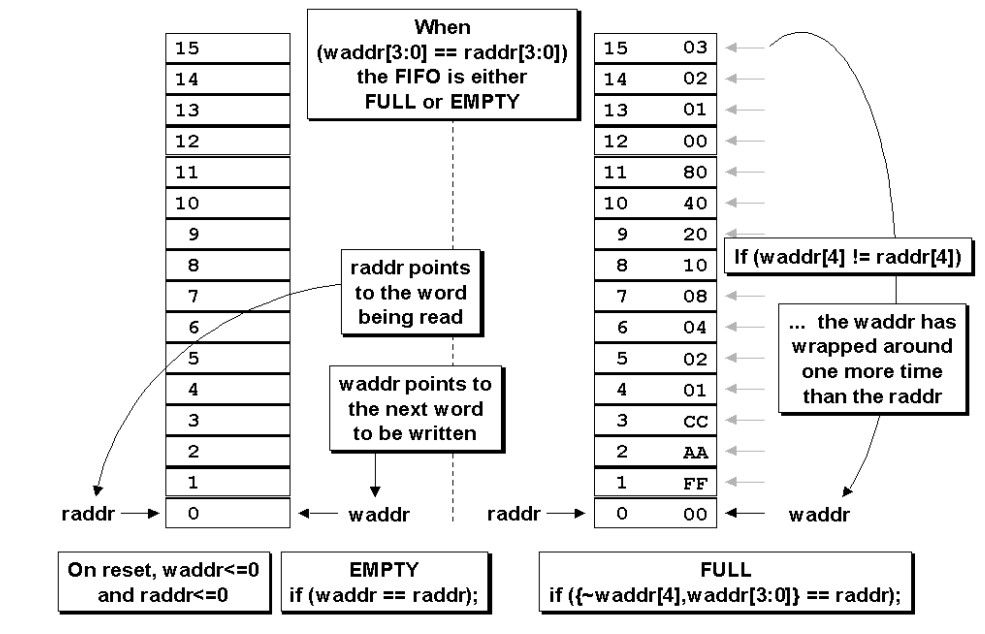 When
(waddr[3:0] == raddr[3:0])
the FIFO is either
FULL or EMPTY
15
14
13
12
11
10
9
8
7
6
5
4
3
2
1
0
raddr points
to the word
being read
waddr points to
the next word
to be written
raddr
waddr
15 03
14 02
13 01
12 00
11 80
10 40
9 20
8 10
7 08
6 04
5 02
4 01
3 CC
2 AA
1 FF
0 00
If (waddr[4] != raddr[4])
... the waddr has
wrapped around
one more time
than the raddr
raddr
waddr
On reset, waddr<=0
and raddr<=0
EMPTY
if (waddr == raddr);
FULL
if ({~waddr[4],waddr[3:0]} == raddr);